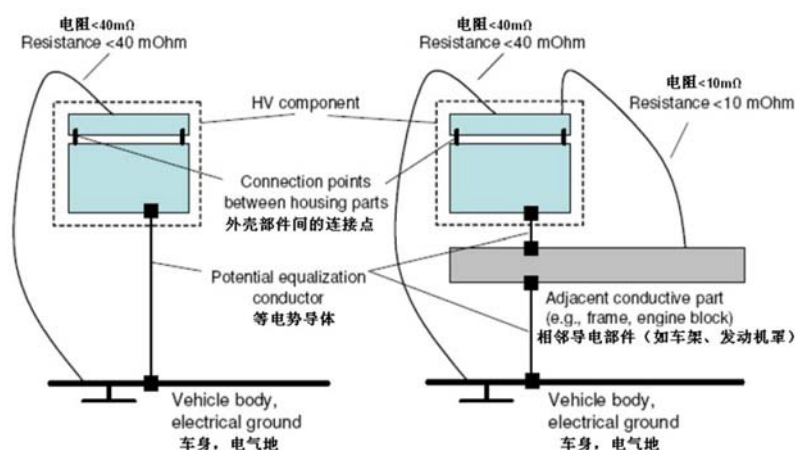 电阻<40mΩ
Resistance <40 mOhm
HV component
Connection points
between housing parts
外壳部件间的连接点
Potential equalization
conductor
等电势导体
Vehicle body,
electrical ground
车身，电气地
电阻<40mΩ
Resistance <40 mOhm
电阻<10mΩ
Resistance <10 mOhm
Adjacent conductive part
(e.g., frame, engine block)
相邻导电部件（如车架、发动机罩）
Vehicle body,
electrical ground
车身，电气地